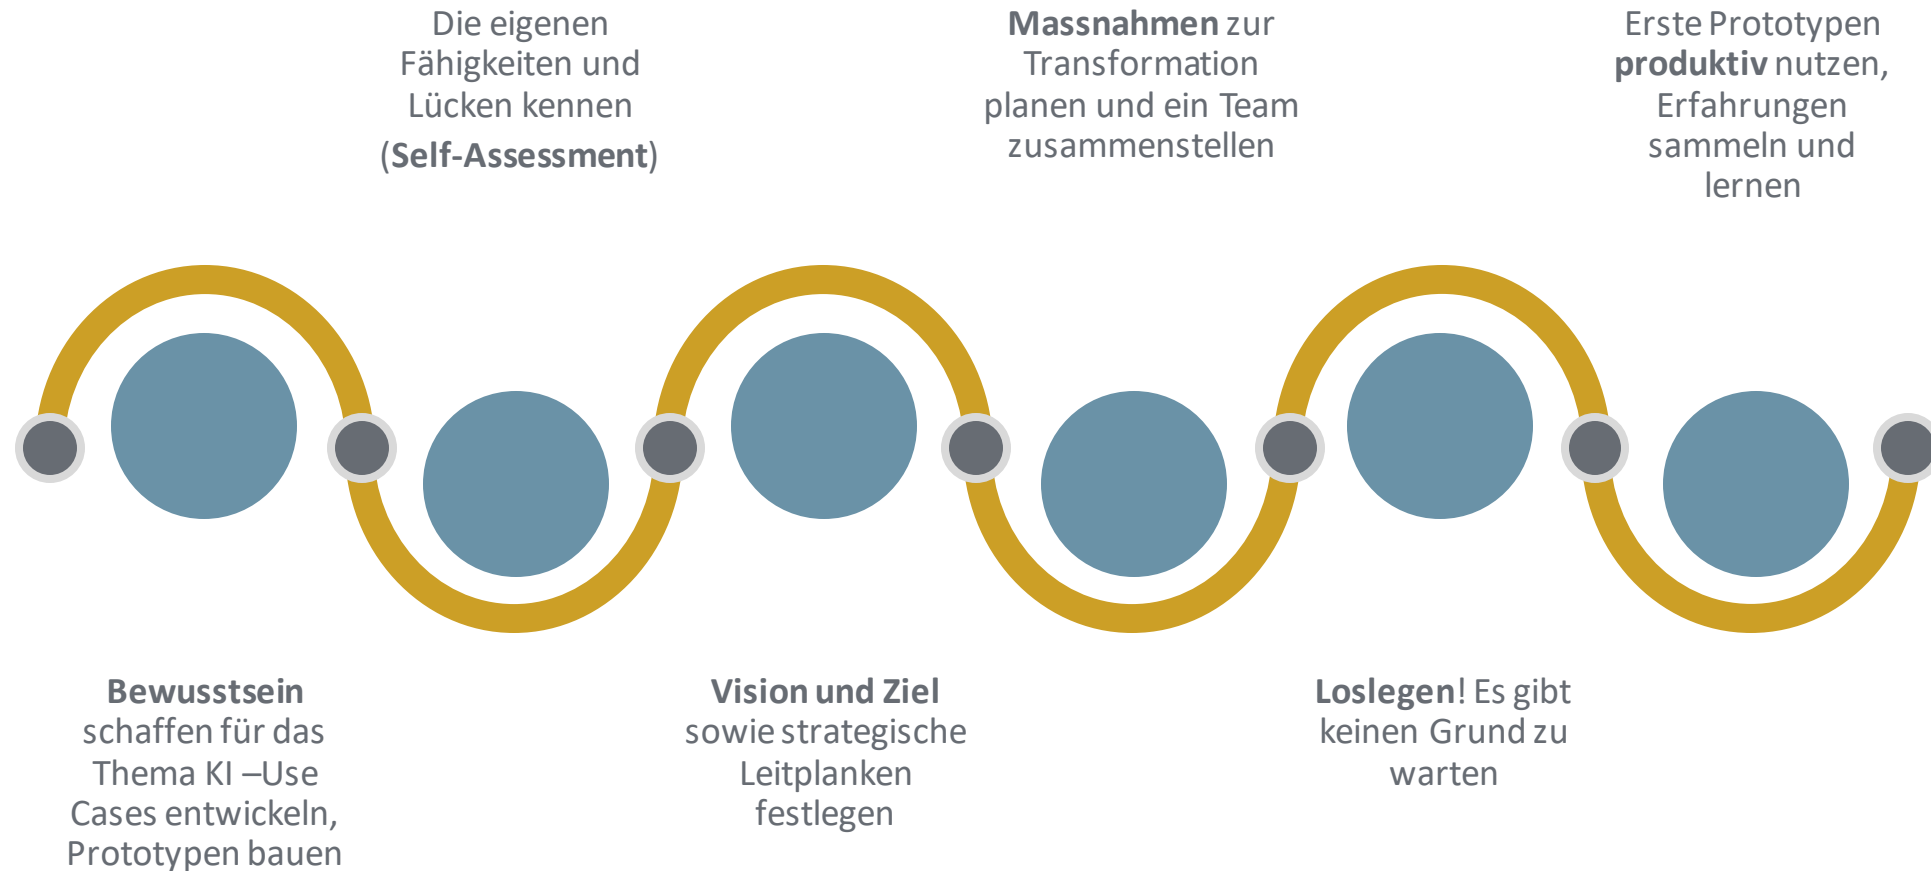 Die eigenen
Fähigkeiten und
Lücken kennen
(Self-Assessment)
Massnahmen zur
Transformation
planen und ein Team
zusammenstellen
Erste Prototypen
produktiv nutzen,
Erfahrungen
sammeln und
lernen
Bewusstsein
schaffen für das
Thema KI –Use
Cases entwickeln,
Prototypen bauen
Vision und Ziel
sowie strategische
Leitplanken
festlegen
Loslegen! Es gibt
keinen Grund zu
warten